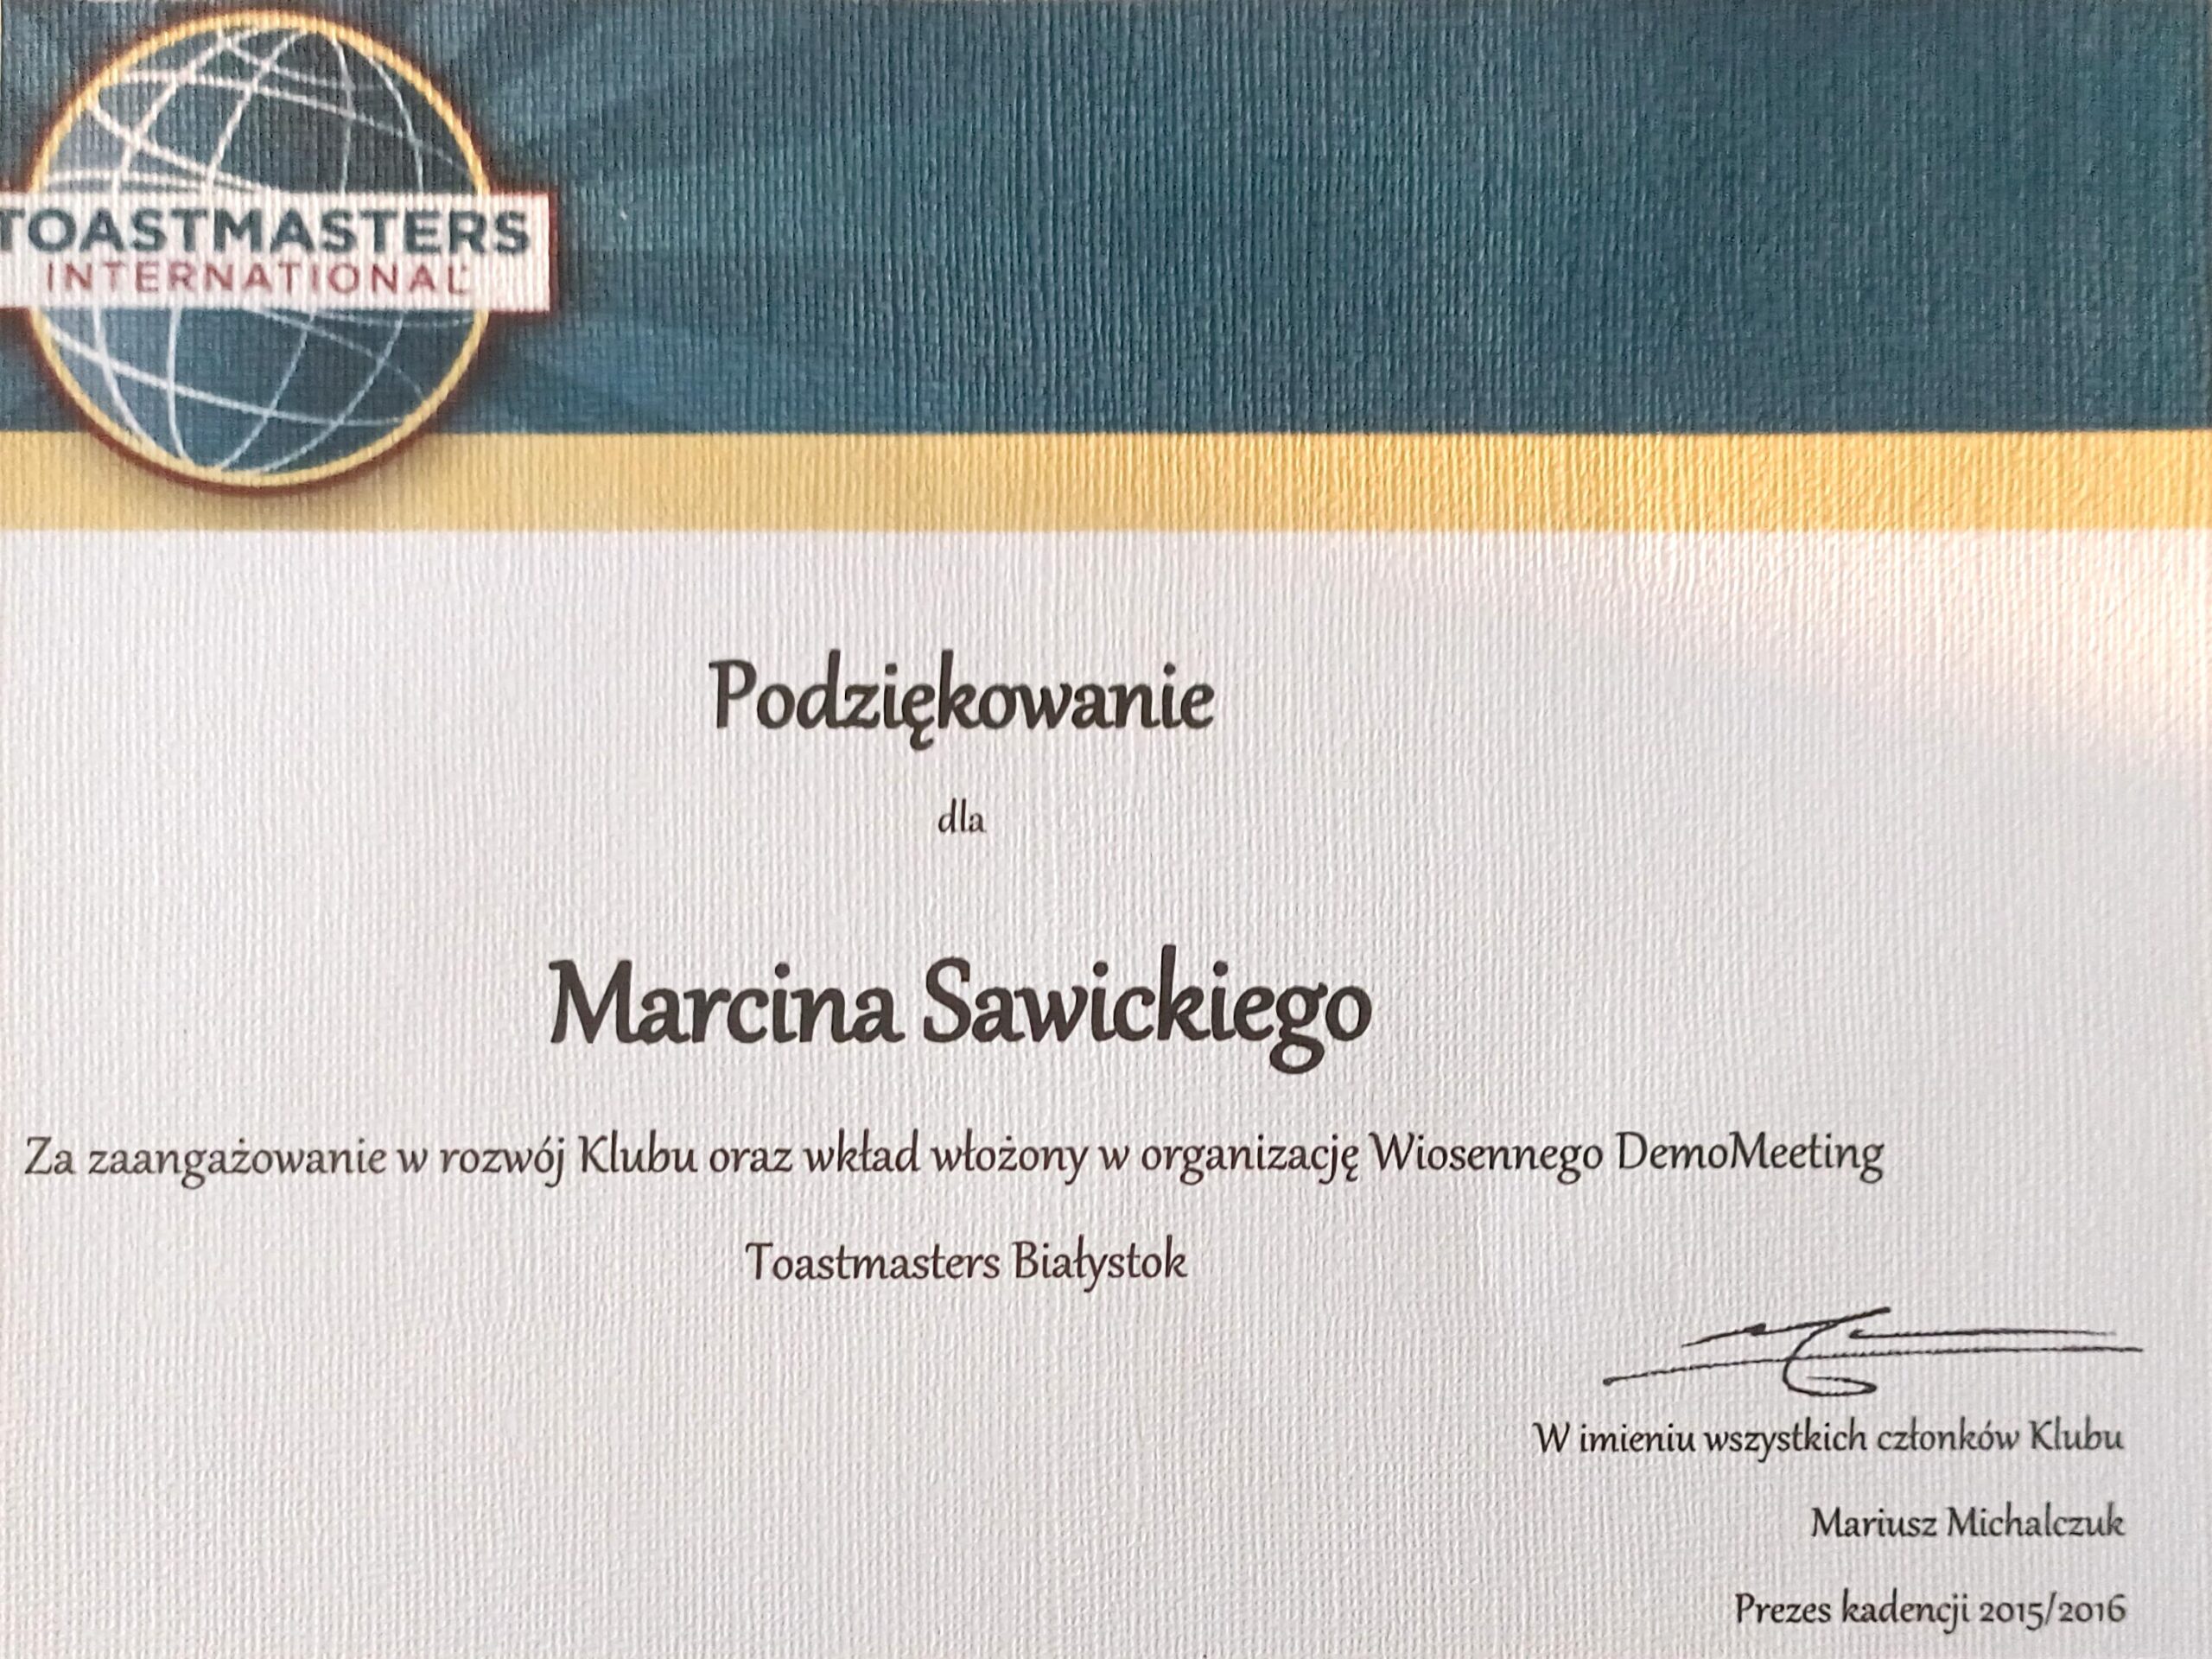 TOASTMASTERS
INTERNATIONAL
Podziękowanie
dla
Marcina Sawickiego
Za zaangażowanie w rozwój Klubu oraz wkład włożony w organizację Wiosennego DemoMeeting
Toastmasters Białystok
W imieniu wszystkich członków Klubu
Mariusz Michalczuk
Prezes kadencji 2015/2016